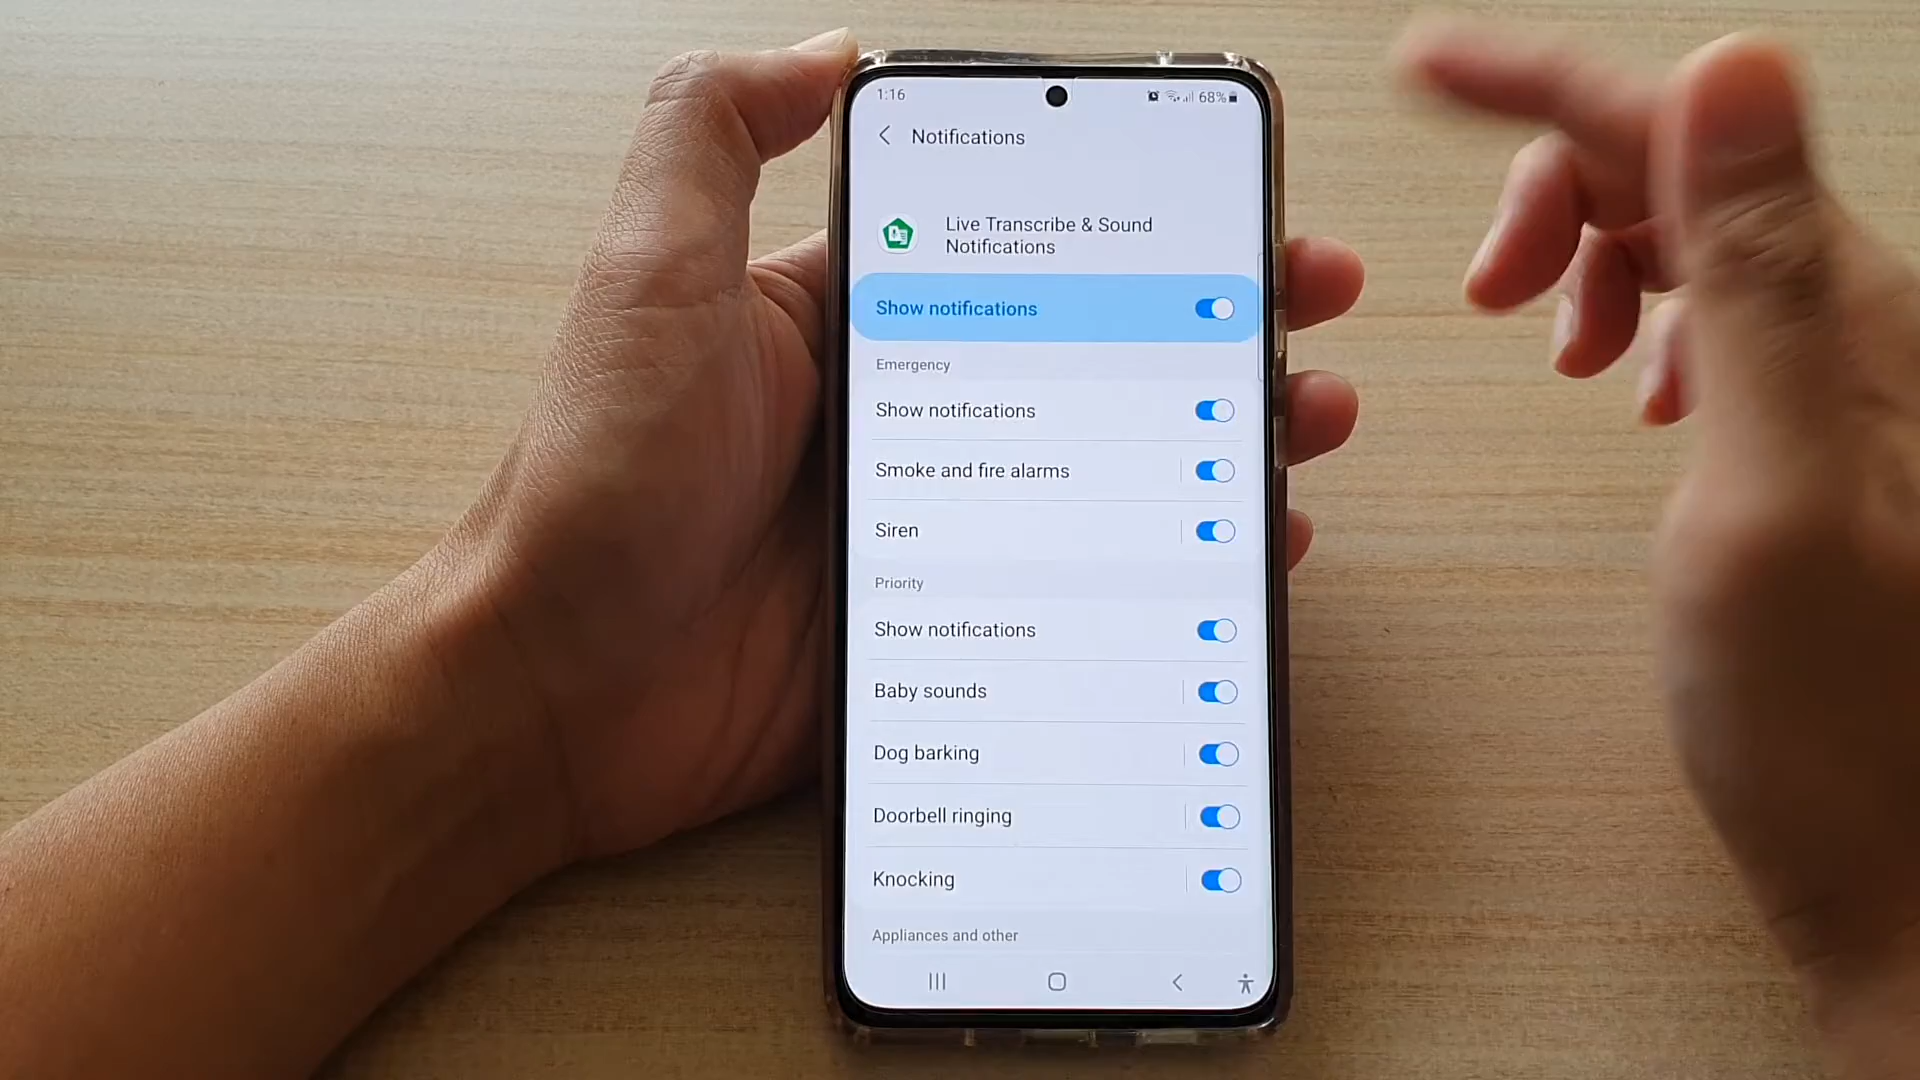 1:16
68%
Notifications
Live Transcribe & Sound
Notifications
Show notifications
Emergency
Show notifications
Smoke and fire alarms
Siren
Priority
Show notifications
Baby sounds
Dog barking
Doorbell ringing
Knocking
Appliances and other